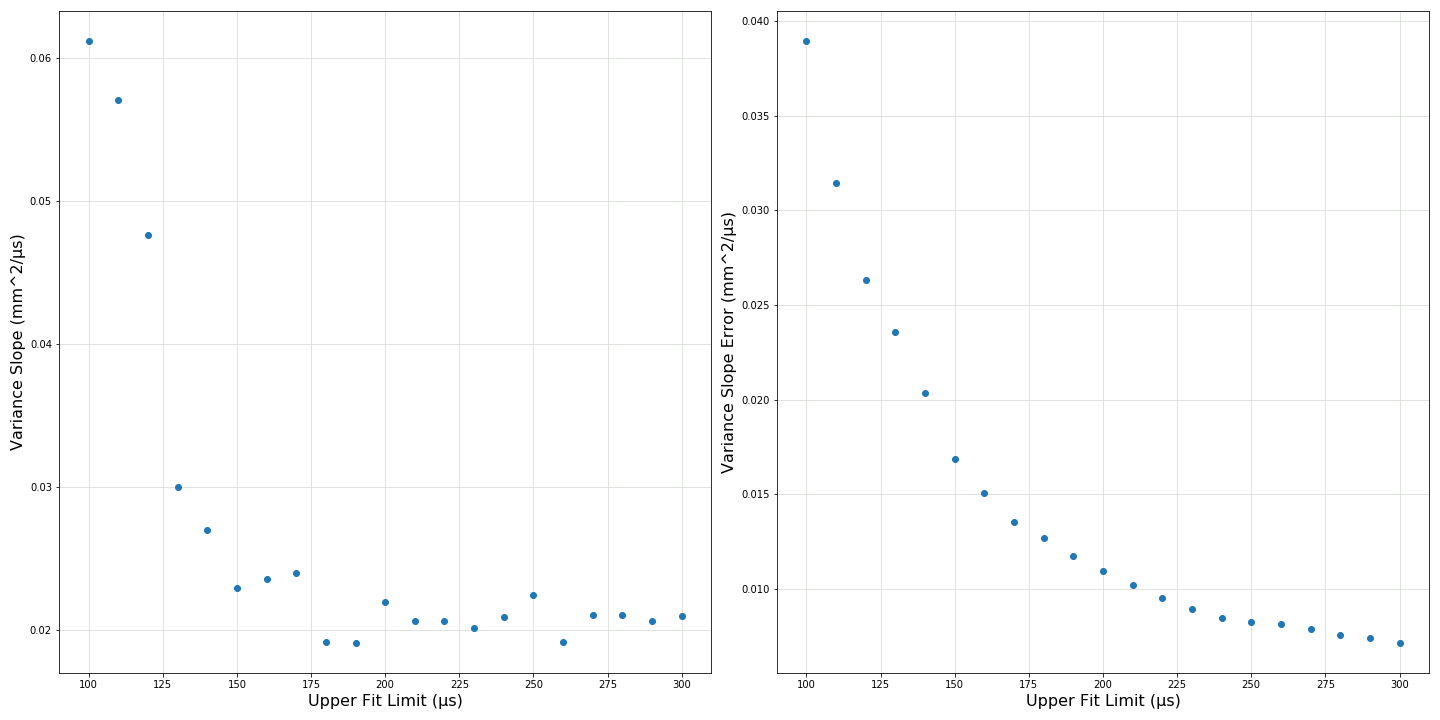 0.06
0.05
0.04
0.03
0.02
Variance Slope (mm^2/µs)
100 125 150 175 200 225 250 275 300
Upper Fit Limit (µs)
0.040
0.035
0.030
0.025
0.020
0.015
0.010
Variance Slope Error (mm^2/µs)
100 125 150 175 200 225 250 275 300
Upper Fit Limit (µs)